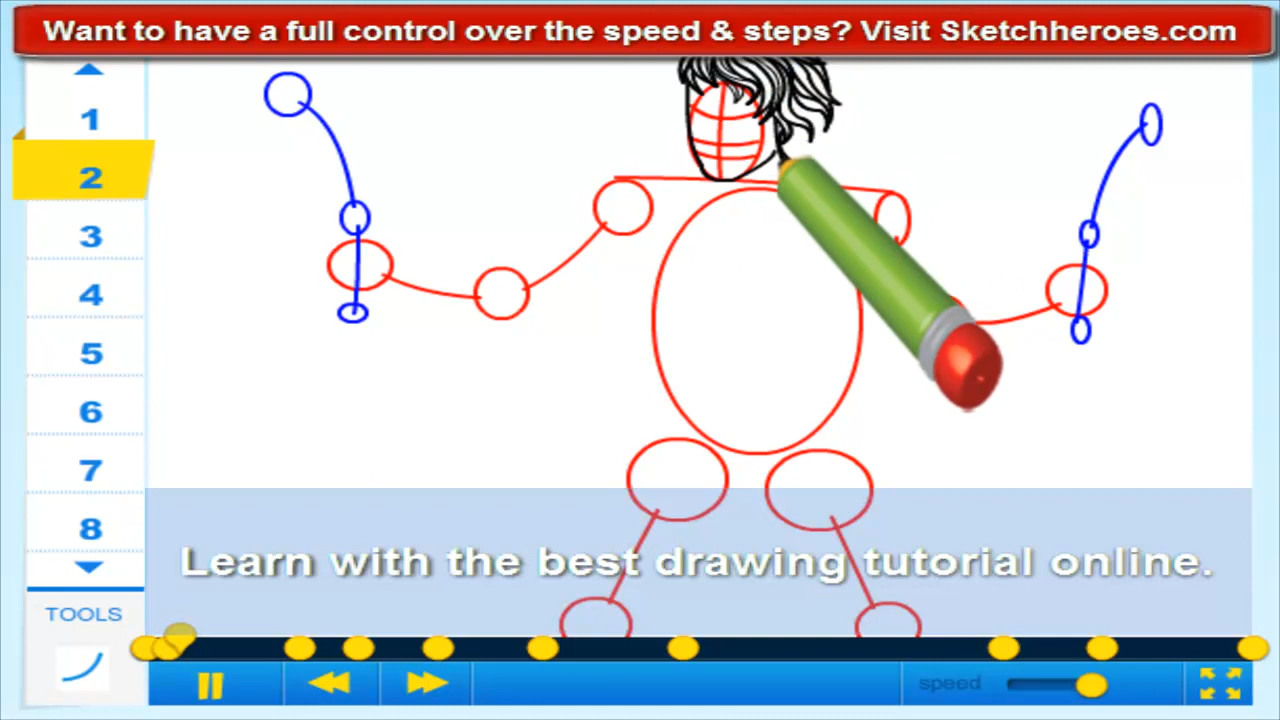 Want to have a full control over the speed & steps? Visit Sketchheroes.com
1
2
3
4
5
6
7
8
Learn with the best drawing tutorial online.
TOOLS
speed